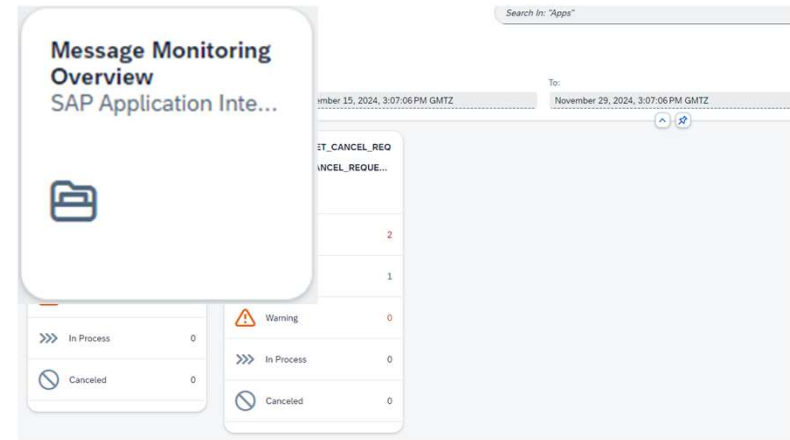 Message Monitoring
Overview
SAP Application Inte...
Search In: "Apps"
To:
mber 15, 2024, 3:07:06 PM GMTZ
November 29, 2024, 3:07:06 PM GMTZ
ET_CANCEL_REQ
ANCEL_REQUE...
2
1
Warning 0
In Process 0
In Process 0
Canceled 0
Canceled 0